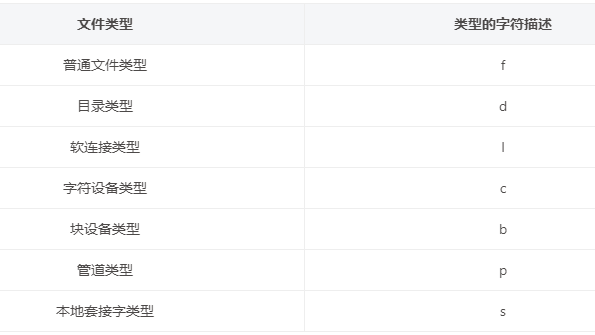 文件类型 类型的字符描述
普通文件类型 f
目录类型 d
软连接类型 l
字符设备类型 c
块设备类型 b
管道类型 p
本地套接字类型 s